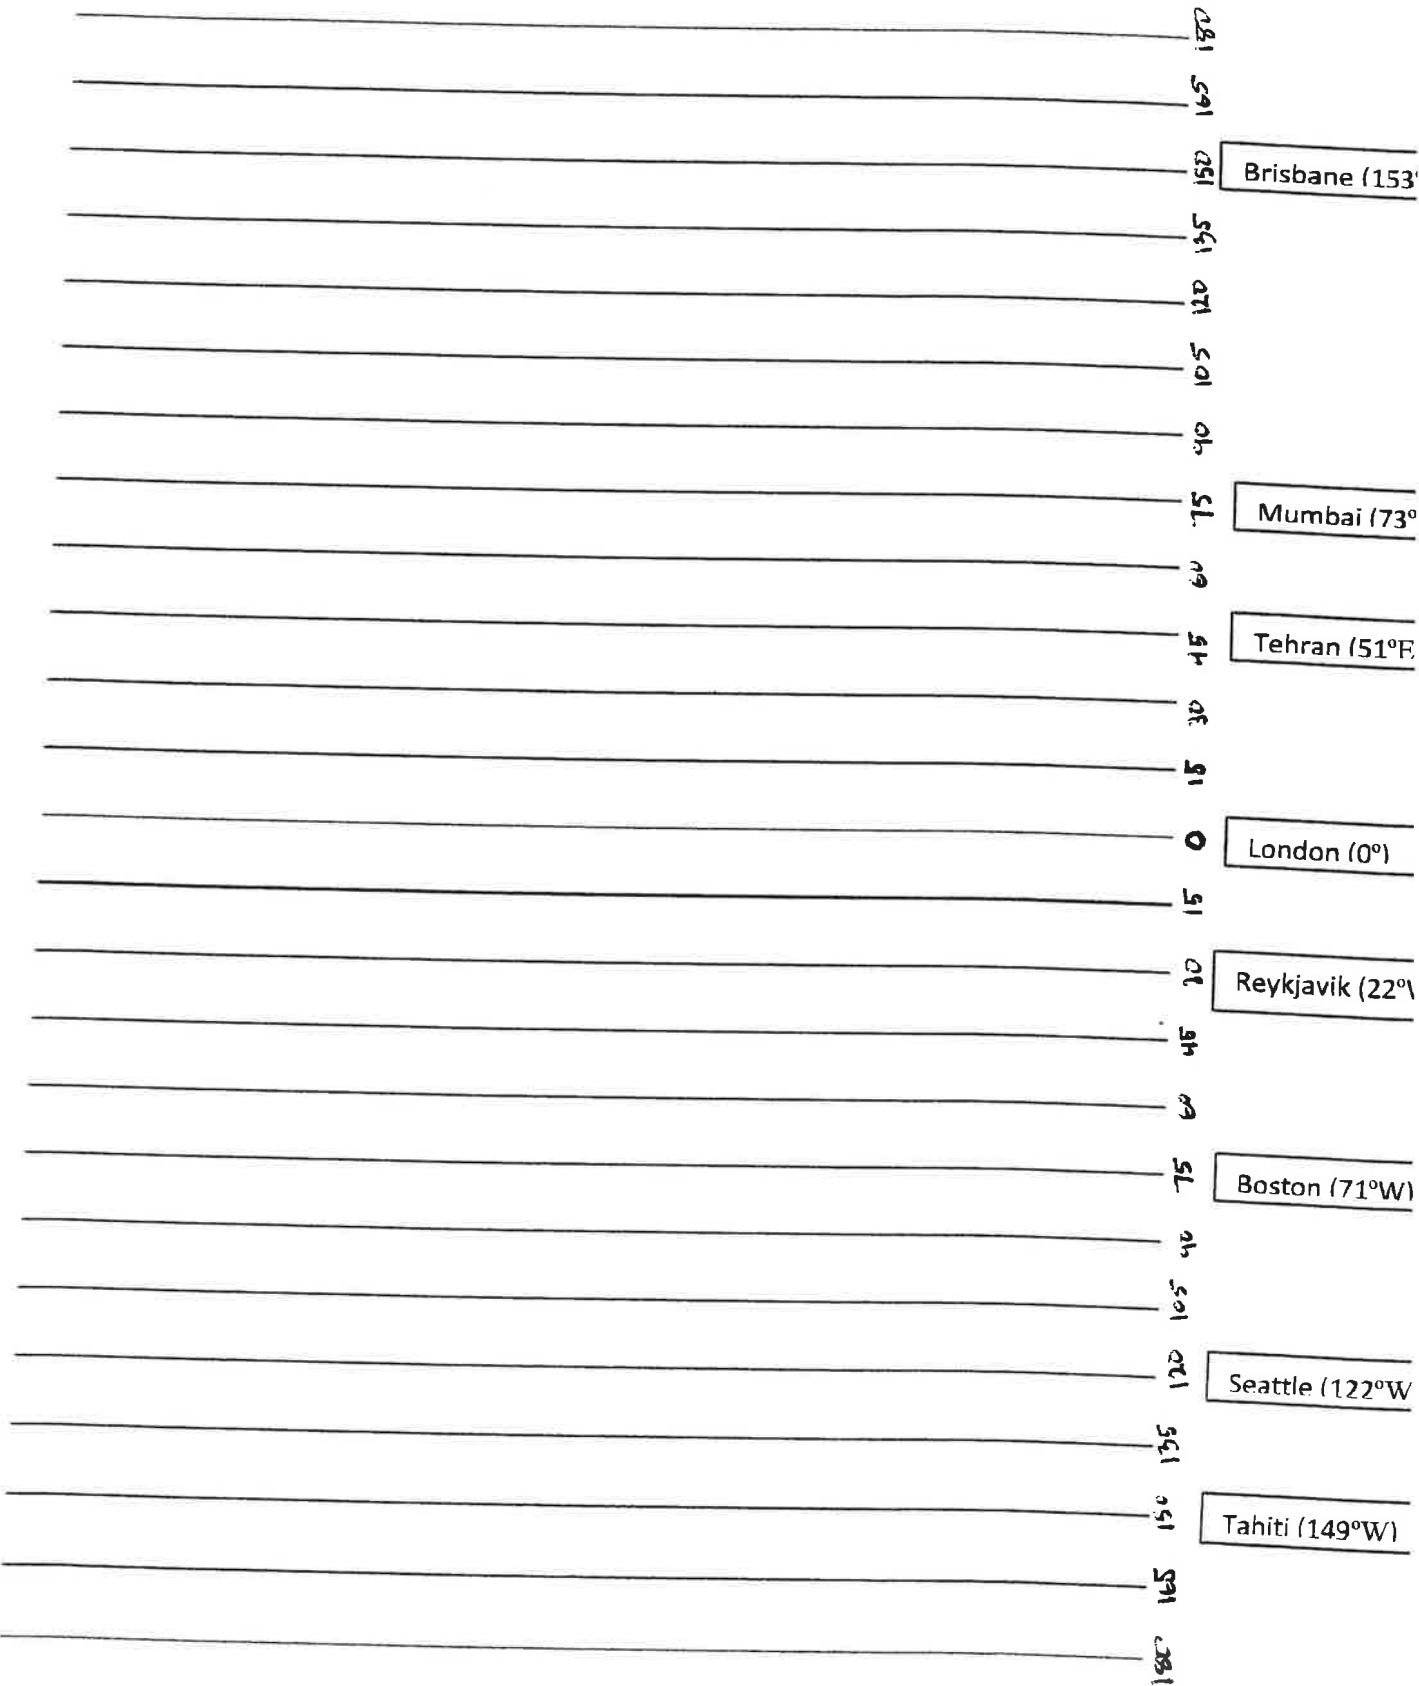 180
165
150 Brisbane (153°
135
120
105
90
75 Mumbai (73°
60
45 Tehran (51°E
30
15
0 London (0°)
15
30 Reykjavik (22°W
45
60
75 Boston (71°W)
90
105
120 Seattle (122°W
135
150 Tahiti (149°W)
165
180